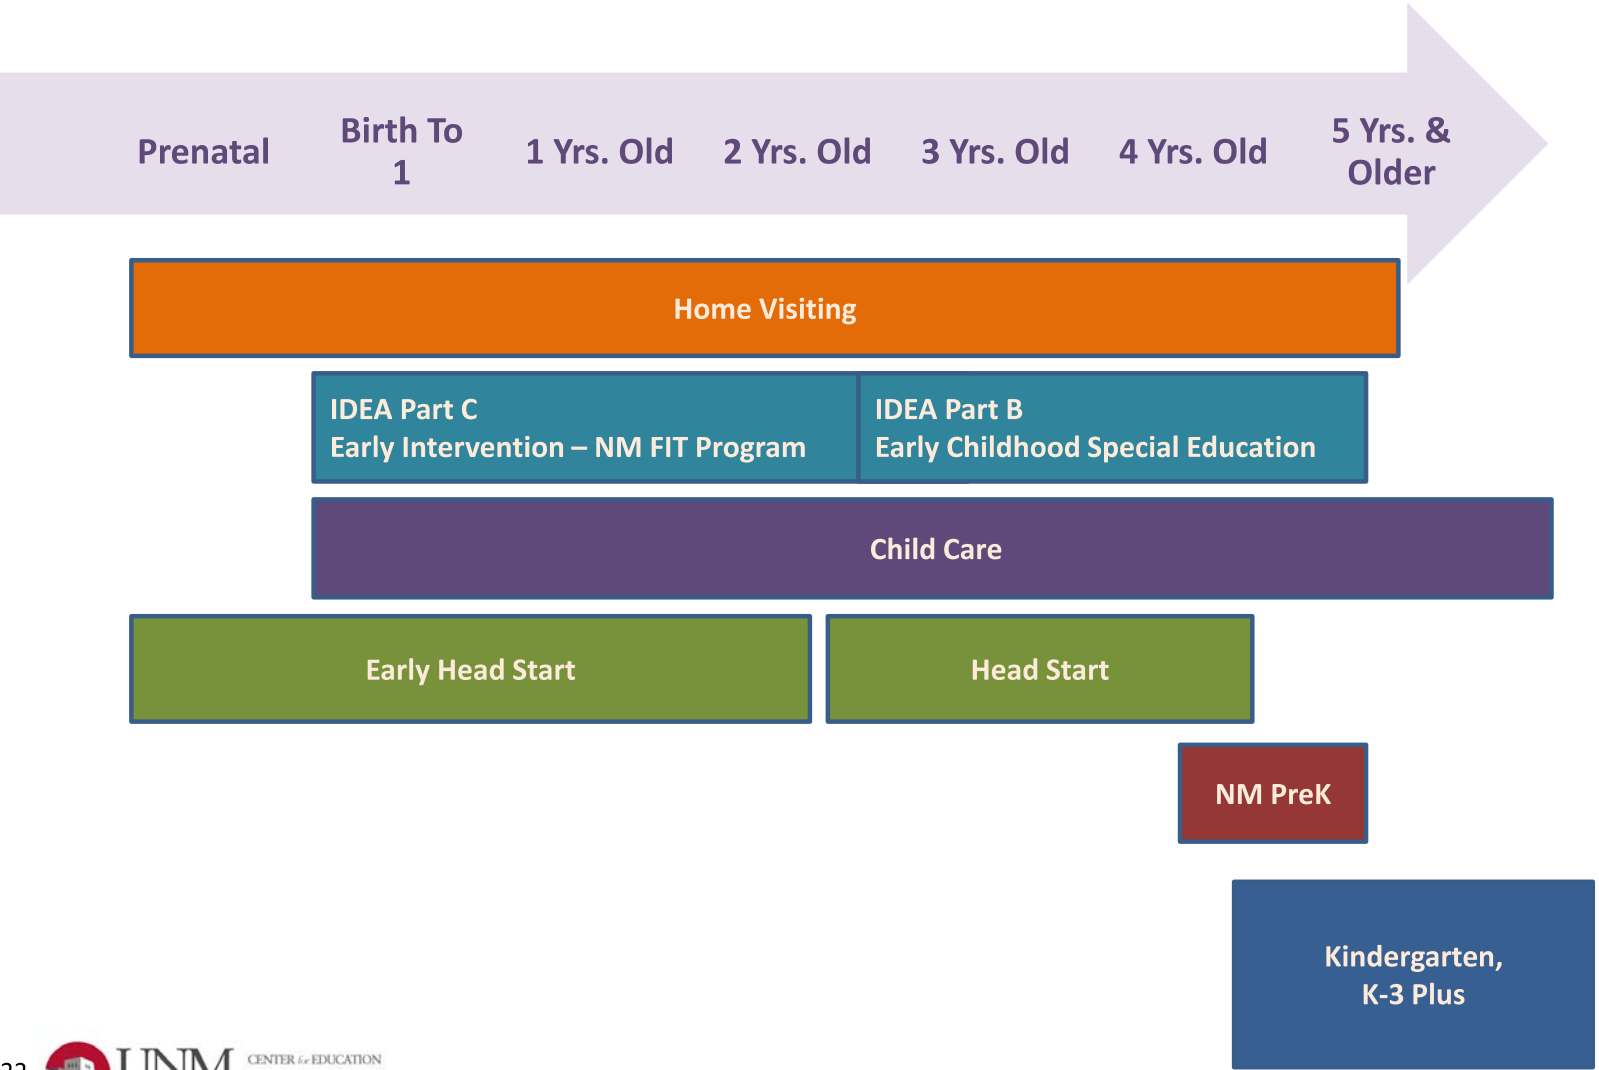 Prenatal
Birth To
1
1 Yrs. Old
2 Yrs. Old
3 Yrs. Old
4 Yrs. Old
5 Yrs. &
Older
Home Visiting
IDEA Part C
Early Intervention – NM FIT Program
IDEA Part B
Early Childhood Special Education
Child Care
Early Head Start
Head Start
NM PreK
Kindergarten,
K-3 Plus
UNM
CENTER for EDUCATION